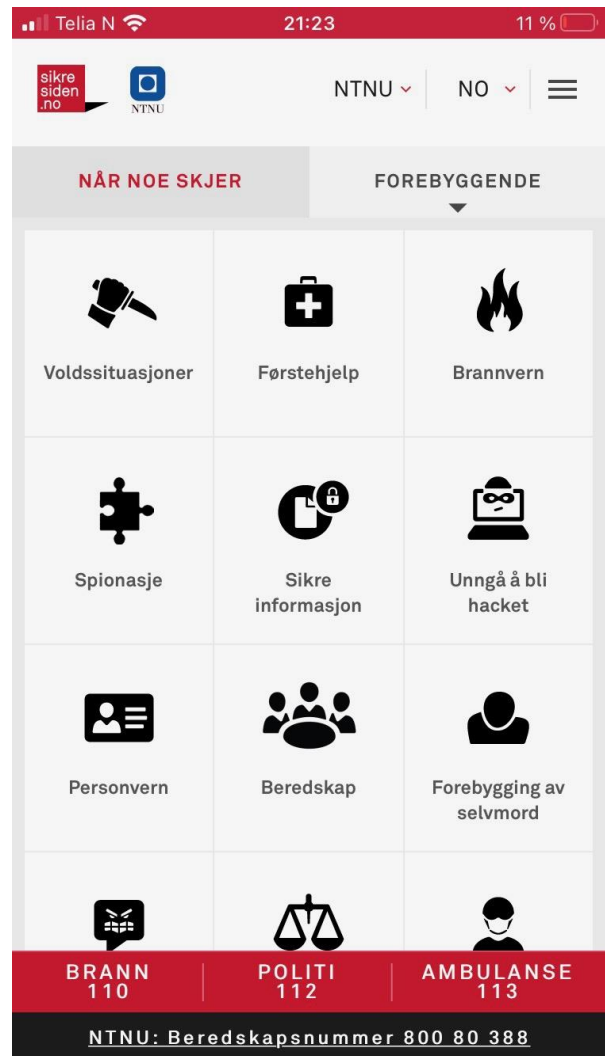 Telia N 21:23 11 %
sikre
siden
.no
NTNU
NTNU NO
NÅR NOE SKJER FOREBYGGENDE
Voldssituasjoner Førstehjelp Brannvern
Spionasje Sikre informasjon Unngå å bli hacket
Personvern Beredskap Forebygging av selvmord
BRANN POLITI AMBULANSE
110 112 113
NTNU: Beredskapsnummer 800 80 388